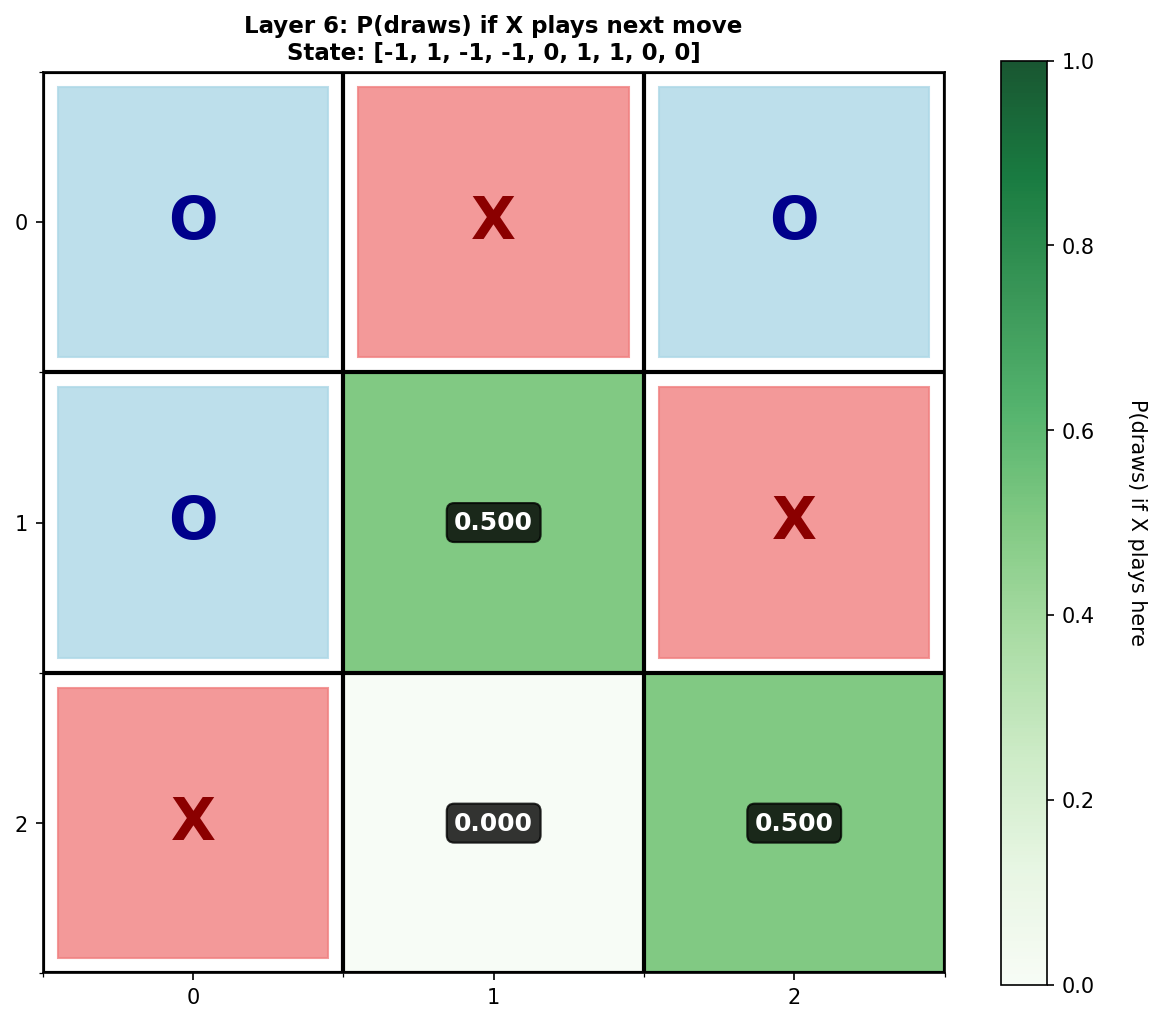 Layer 6: P(draws) if X plays next move
State: [-1, 1, -1, -1, 0, 1, 1, 0, 0]
0
O
X
O
1
O
0.500
X
2
X
0.000
0.500
0
1
2
1.0
0.8
0.6
0.4
0.2
0.0
P(draws) if X plays here